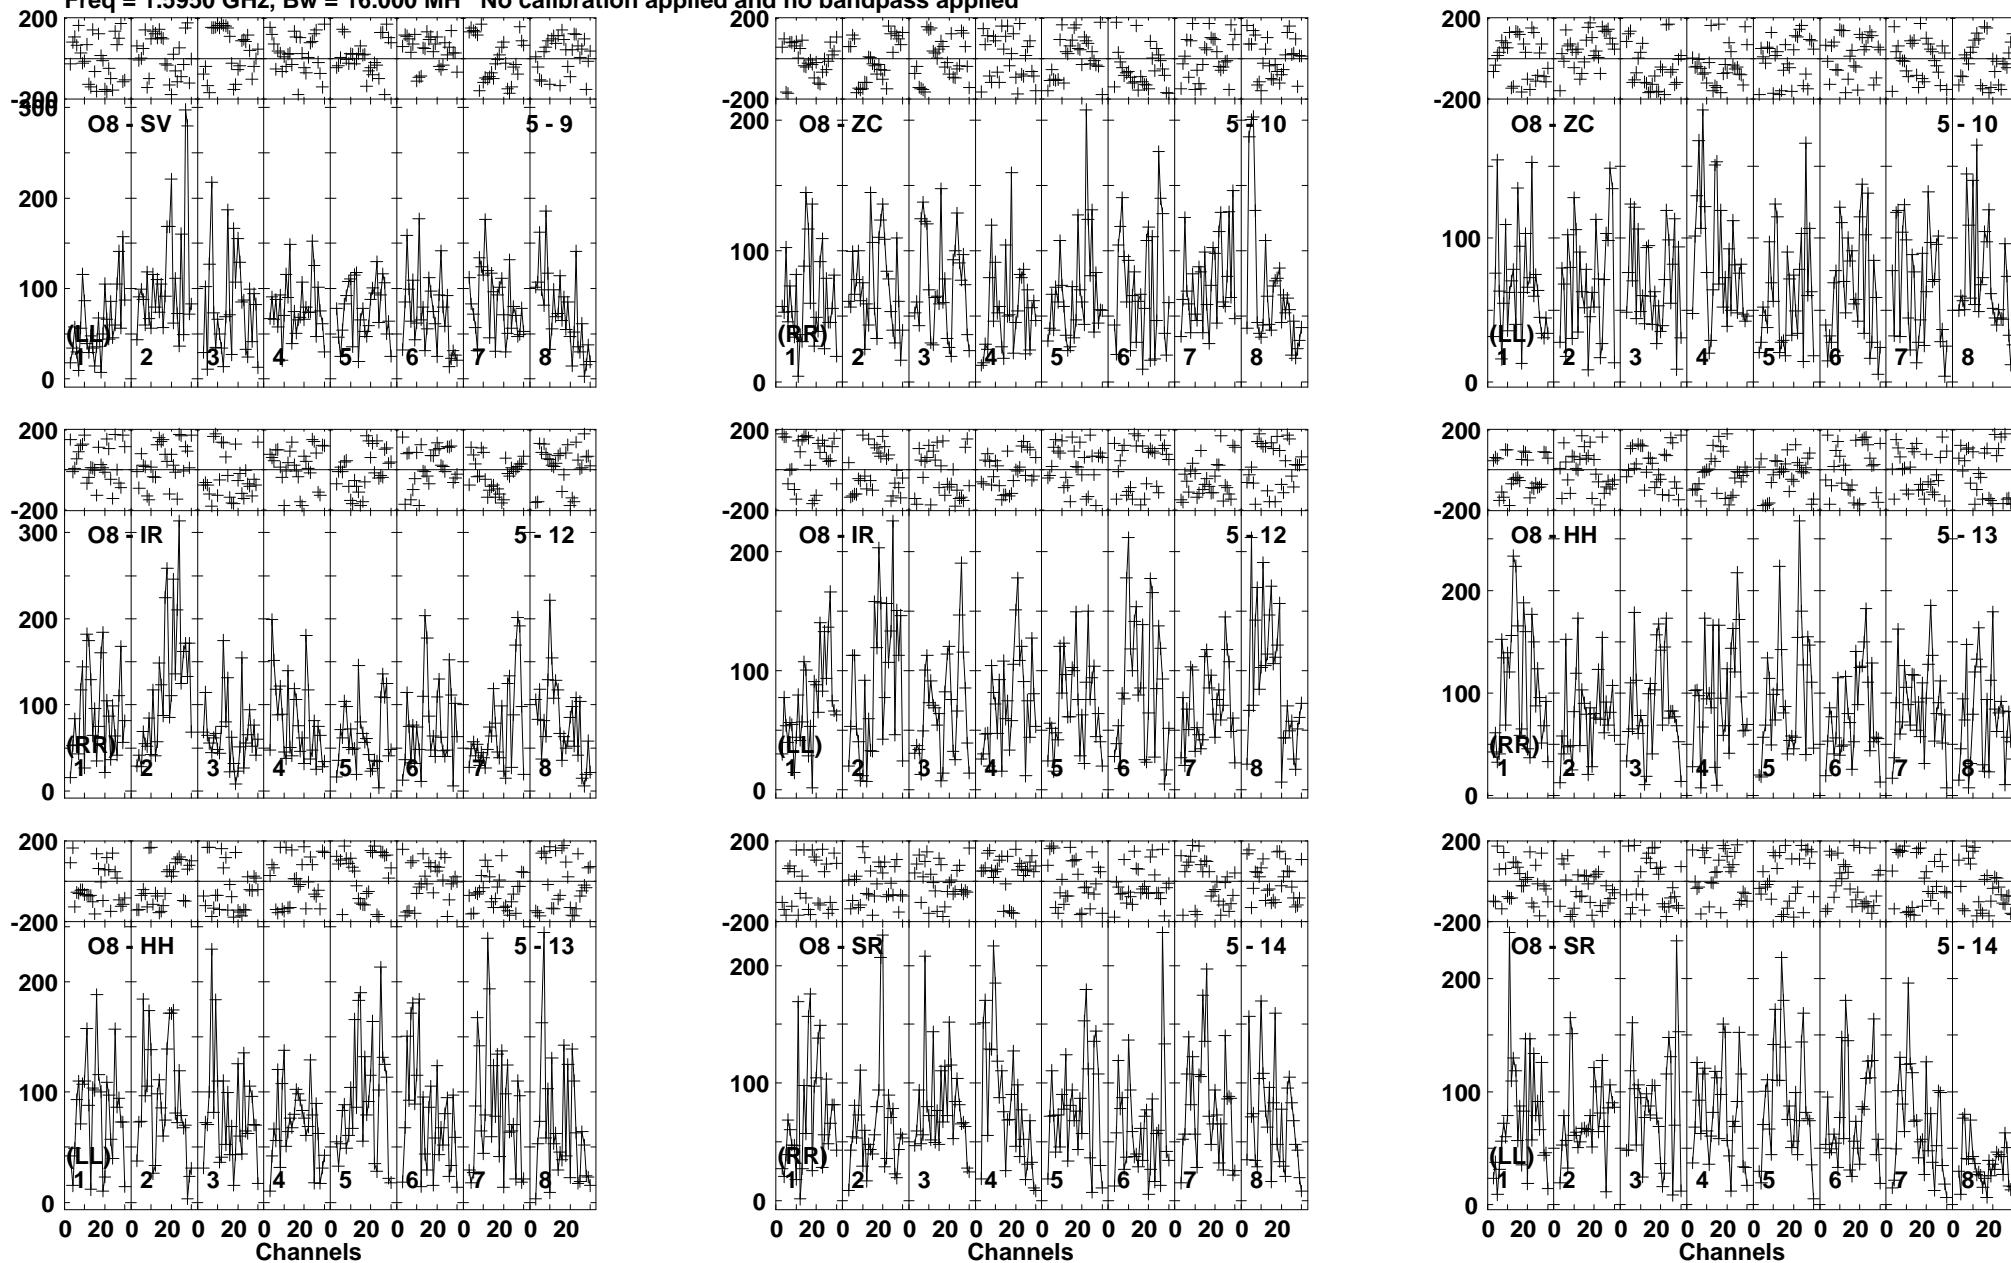 Freq = 1.5950 GHz, Bw = 16.000 MH No calibration applied and no bandpass applied
200 200 200
-200 -200 -200
300 O8 - SV 5 - 9 200 O8 - ZC 5 - 10 O8 - ZC 5 - 10
200
100 100 100
(LL) (RR) (LL)
1 2 3 4 5 6 7 8 1 2 3 4 5 6 7 8 1 2 3 4 5 6 7 8
0 0 0
200 200 200
-200 -200 -200
300 O8 - IR 5 - 12 O8 - IR 5 - 12 O8 - HH 5 - 13
200 200 200
100 100 100
(RR) (LL) (RR)
1 2 3 4 5 6 7 8 1 2 3 4 5 6 7 8 1 2 3 4 5 6 7 8
0 0 0
200 200 200
-200 -200 -200
O8 - HH 5 - 13 O8 - SR 5 - 14 O8 - SR 5 - 14
200 200 200
100 100 100
(LL) (RR) (LL)
1 2 3 4 5 6 7 8 1 2 3 4 5 6 7 8 1 2 3 4 5 6 7 8
0 0 0
0 20 0 20 0 20 0 20 0 20 0 20 0 20 0 20 0 20 0 20 0 20 0 20 0 20 0 20 0 20 0 20 0 20 0 20 0 20 0 20 0 20 0 20 0 20 0 20
Channels Channels Channels